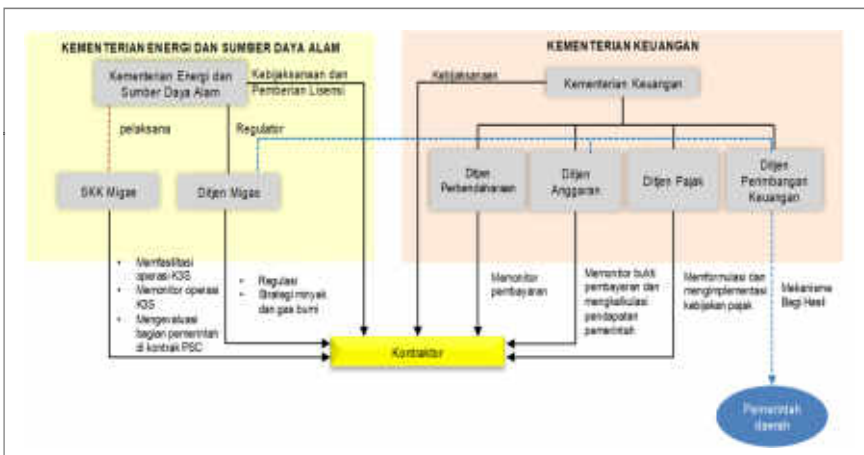 KEMENTERIAN ENERGI DAN SUMBER DAYA ALAM
Kementerian Energi dan
Sumber Daya Alam
Kebijaksanaan dan
Pemberian Lisensi
pelaksana
Regulator
SKK Migas
Ditjen Migas
Memfasilitasi
operasi K3S
Memonitor operasi
K3S
Mengevaluasi
bagian pemerintah
di kontrak PSC
Regulasi
Strategi minyak
dan gas bumi
KEMENTERIAN KEUANGAN
Kebijaksanaan
Kementerian Keuangan
Ditjen
Perbendaharaan
Ditjen
Anggaran
Ditjen Pajak
Ditjen
Perimbangan
Keuangan
Memonitor
pembayaran
Memonitor bukti
pembayaran dan
mengkalkulasi
pendapatan
pemerintah
Memformulasi dan
mengimplementasi
kebijakan pajak
Mekanisme
Bagi Hasil
Kontraktor
Pemerintah
daerah